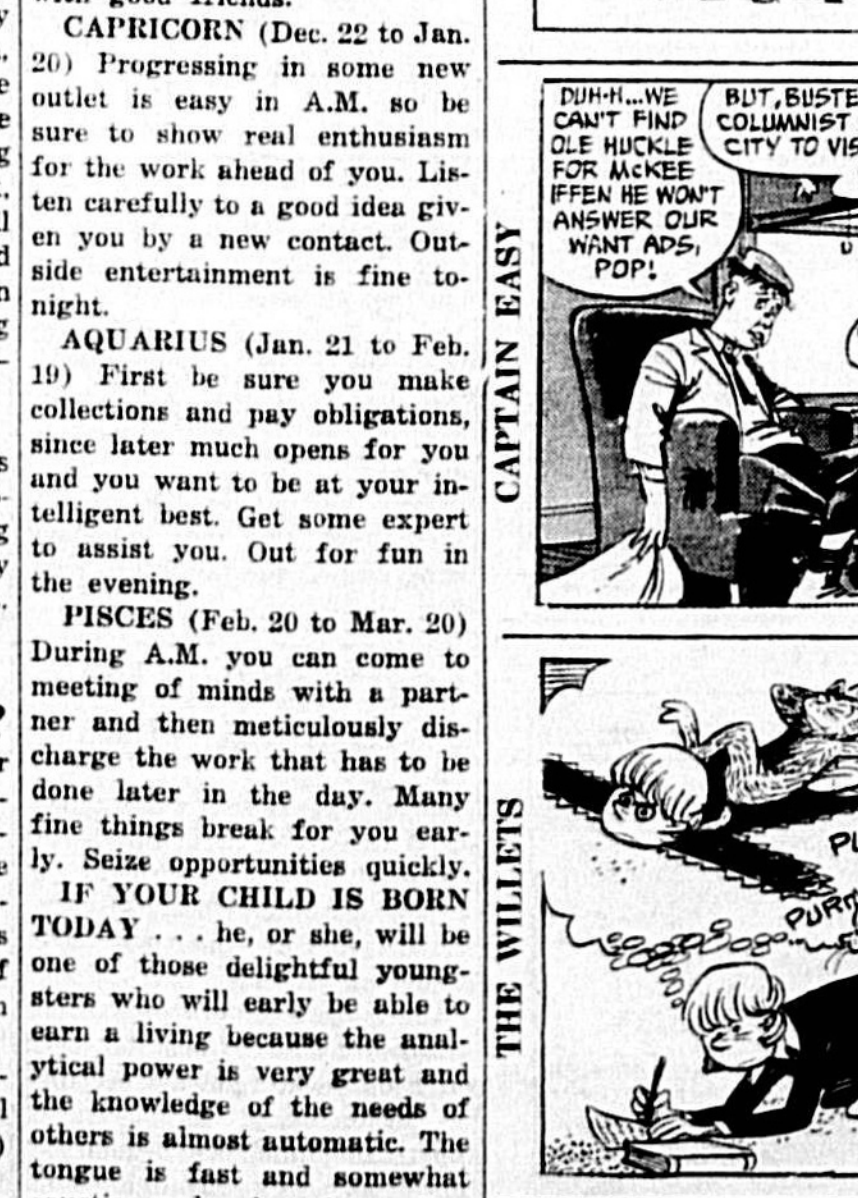 with good friends.
CAPRICORN (Dec. 22 to Jan.
20) Progressing in some new
outlet is easy in A.M. so be
sure to show real enthusiasm
for the work ahead of you. Lis-
ten carefully to a good idea giv-
en you by a new contact. Out-
side entertainment is fine to-
night.
AQUARIUS (Jan. 21 to Feb.
19) First be sure you make
collections and pay obligations,
since later much opens for you
and you want to be at your in-
telligent best. Get some expert
to assist you. Out for fun in
the evening.
PISCES (Feb. 20 to Mar. 20)
During A.M. you can come to
meeting of minds with a part-
ner and then meticulously dis-
charge the work that has to be
done later in the day. Many
fine things break for you ear-
ly. Seize opportunities quickly.
IF YOUR CHILD IS BORN
TODAY . . . he, or she, will be
one of those delightful young-
sters who will early be able to
earn a living because the anal-
ytical power is very great and
the knowledge of the needs of
others is almost automatic. The
tongue is fast and somewhat
CAPTAIN EASY
DUH-H...WE
CAN'T FIND
OLE HUCKLE
FOR McKEE
IFFEN HE WON'T
ANSWER OUR
WANT ADS,
POP!
BUT, BUSTE
COLUMNIST
CITY TO VIS
THE WILLETS
PU
PURR